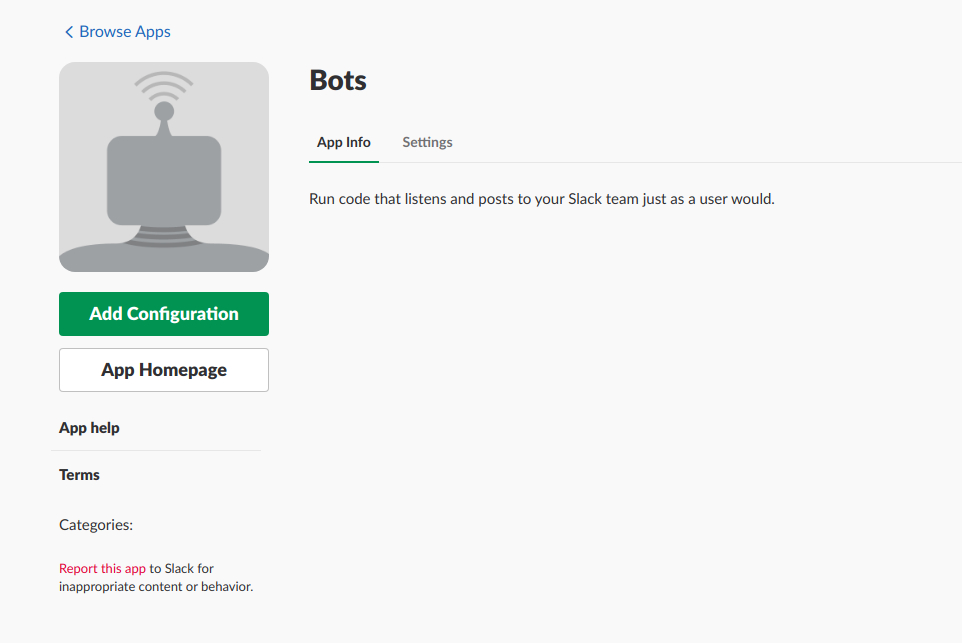 Browse Apps
Bots
App Info
Settings
Run code that listens and posts to your Slack team just as a user would.
Add Configuration
App Homepage
App help
Terms
Categories:
Report this app to Slack for
inappropriate content or behavior.